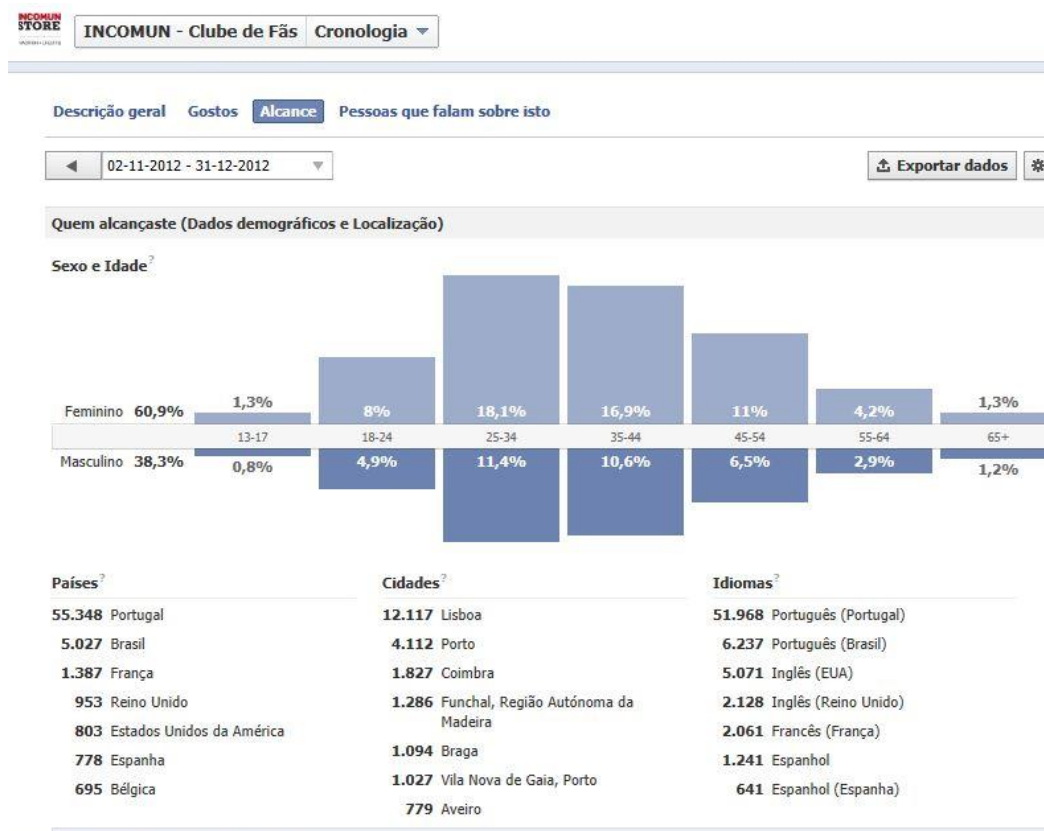 INCOMUN
STORE
INCOMUN - Clube de Fãs Cronologia
Descrição geral Gostos Alcance Pessoas que falam sobre isto
02-11-2012 - 31-12-2012 Exportar dados
Quem alcançaste (Dados demográficos e Localização)
Sexo e Idade?
Feminino 60,9% 1,3% 8% 18,1% 16,9% 11% 4,2% 1,3%
13-17 18-24 25-34 35-44 45-54 55-64 65+
Masculino 38,3% 0,8% 4,9% 11,4% 10,6% 6,5% 2,9% 1,2%
Países?
55.348 Portugal
5.027 Brasil
1.387 França
953 Reino Unido
803 Estados Unidos da América
778 Espanha
695 Bélgica
Cidades?
12.117 Lisboa
4.112 Porto
1.827 Coimbra
1.286 Funchal, Região Autónoma da
Madeira
1.094 Braga
1.027 Vila Nova de Gaia, Porto
779 Aveiro
Idiomas?
51.968 Português (Portugal)
6.237 Português (Brasil)
5.071 Inglês (EUA)
2.128 Inglês (Reino Unido)
2.061 Francês (França)
1.241 Espanhol
641 Espanhol (Espanha)